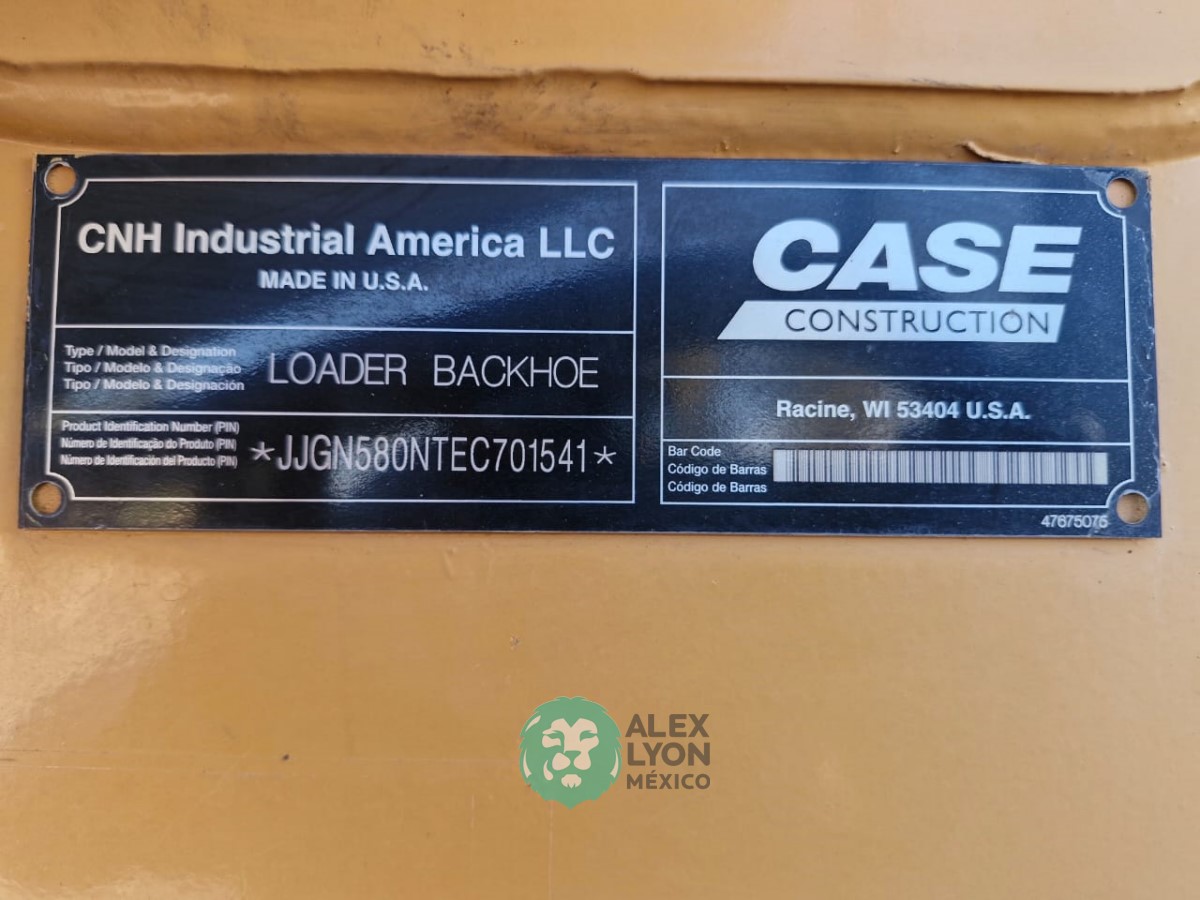 CNH Industrial America LLC
MADE IN U.S.A.
Type / Model & Designation
Tipo / Modelo & Designação
Tipo / Modelo & Designación
LOADER BACKHOE
Product Identification Number (PIN)
Número de Identificação do Produto (PIN)
Número de Identificación del Producto (PIN)
*JJGN580NTEC701541*
CASE
CONSTRUCTION
Racine, WI 53404 U.S.A.
Bar Code
Código de Barras
Código de Barras
47675075
ALEX
LYON
MÉXICO